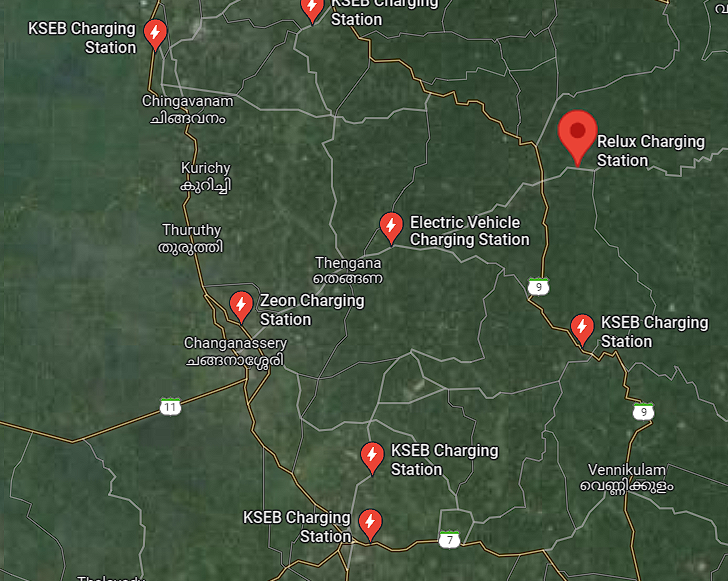 KSEB Charging
Station
KSEB Charging
Station
Chingavanam
ചിങ്ങവനം
Relux Charging
Station
Kurichy
കുറിച്ചി
Electric Vehicle
Charging Station
Thuruthy
തുരുത്തി
Thengana
തെങ്ങണ
9
Zeon Charging
Station
KSEB Charging
Station
Changanassery
ചങ്ങനാശ്ശേരി
11
9
KSEB Charging
Station
Vennikulam
വെണ്ണിക്കുളം
KSEB Charging
Station
7